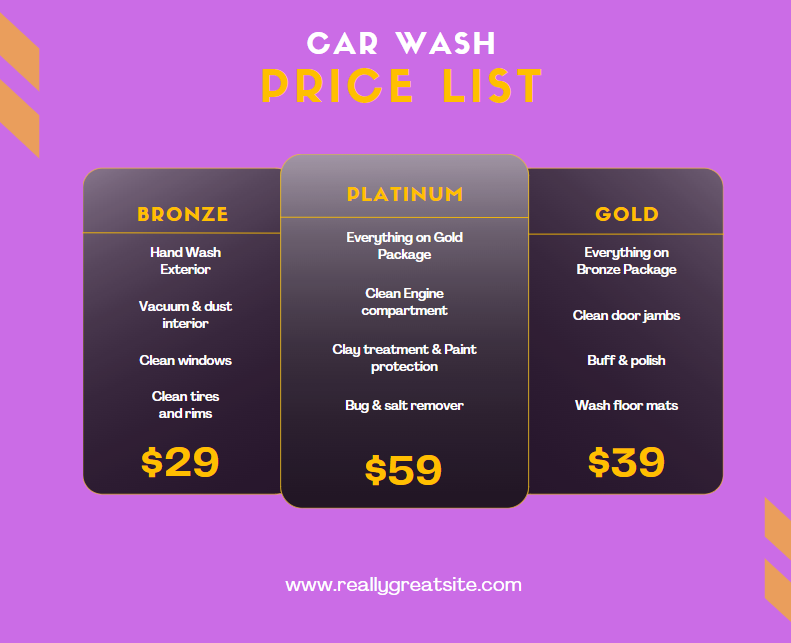 CAR WASH
PRICE LIST
BRONZE
Hand Wash
Exterior
Vacuum & dust
interior
Clean windows
Clean tires
and rims
$29
PLATINUM
Everything on Gold
Package
Clean Engine
compartment
Clay treatment & Paint
protection
Bug & salt remover
$59
GOLD
Everything on
Bronze Package
Clean door jambs
Buff & polish
Wash floor mats
$39
www.reallygreatsite.com